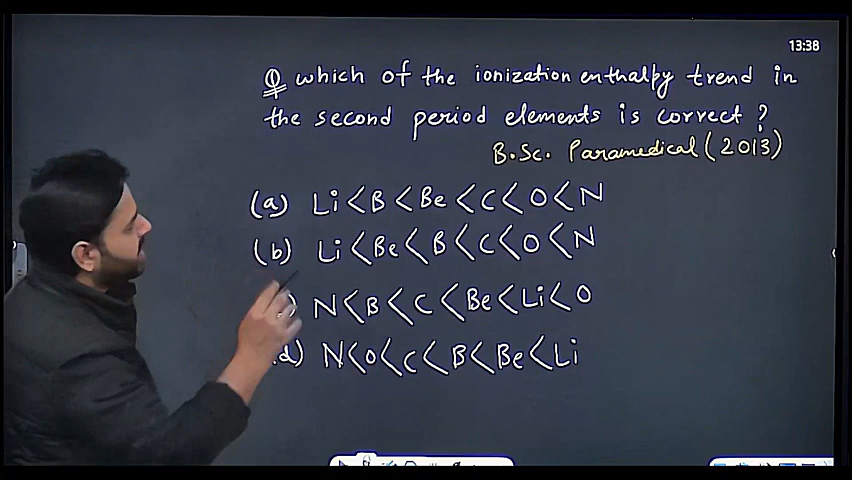 13:38
Q which of the ionization enthalpy trend in
the second period elements is correct ?
B.Sc. Paramedical (2013)
(a) Li < B < Be < C < O < N
(b) Li < Be < B < C < O < N
) N < B < C < Be < Li < O
.d) N < O < C < B < Be < Li